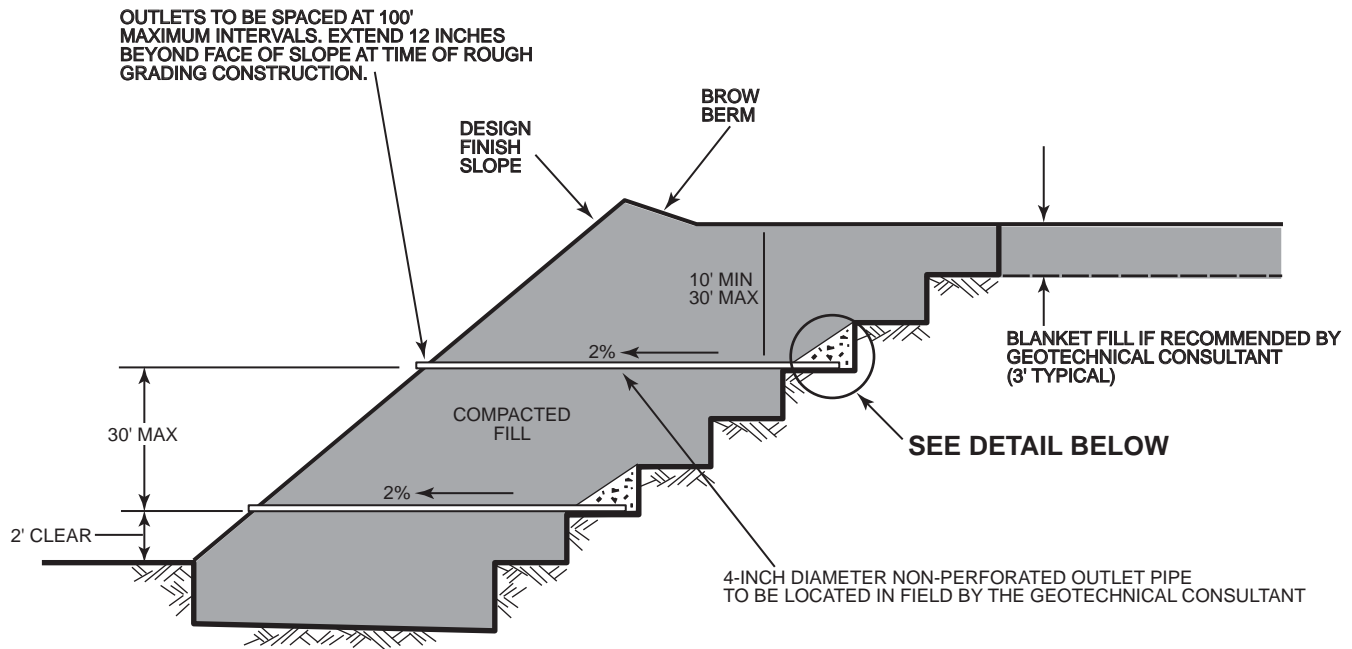 OUTLETS TO BE SPACED AT 100'
MAXIMUM INTERVALS. EXTEND 12 INCHES
BEYOND FACE OF SLOPE AT TIME OF ROUGH
GRADING CONSTRUCTION.
BROW
BERM
DESIGN
FINISH
SLOPE
10' MIN
30' MAX
BLANKET FILL IF RECOMMENDED BY
GEOTECHNICAL CONSULTANT
(3' TYPICAL)
2%
COMPACTED
FILL
30' MAX
SEE DETAIL BELOW
2%
2' CLEAR
4-INCH DIAMETER NON-PERFORATED OUTLET PIPE
TO BE LOCATED IN FIELD BY THE GEOTECHNICAL CONSULTANT